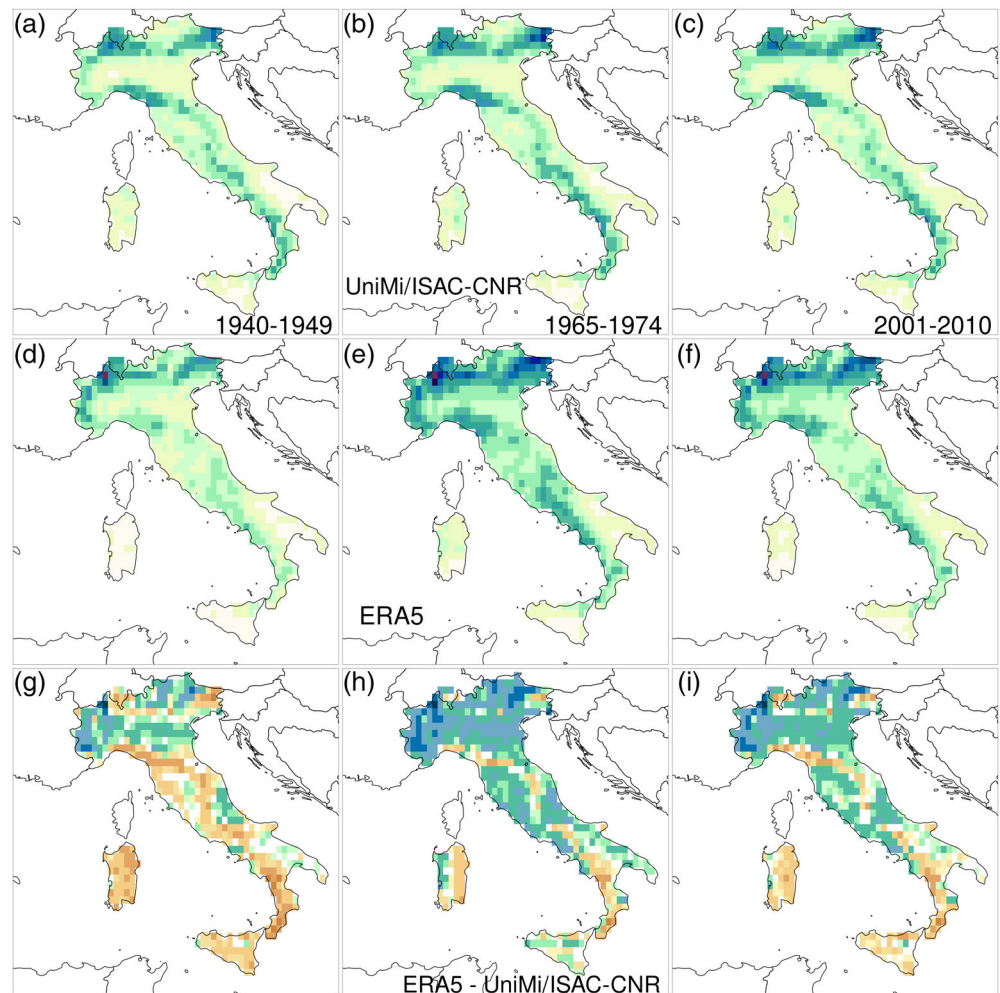 (a)
(b)
(c)
UniMi/ISAC-CNR
1940-1949
1965-1974
2001-2010
(d)
(e)
(f)
ERA5
(g)
(h)
(i)
ERA5 - UniMi/ISAC-CNR